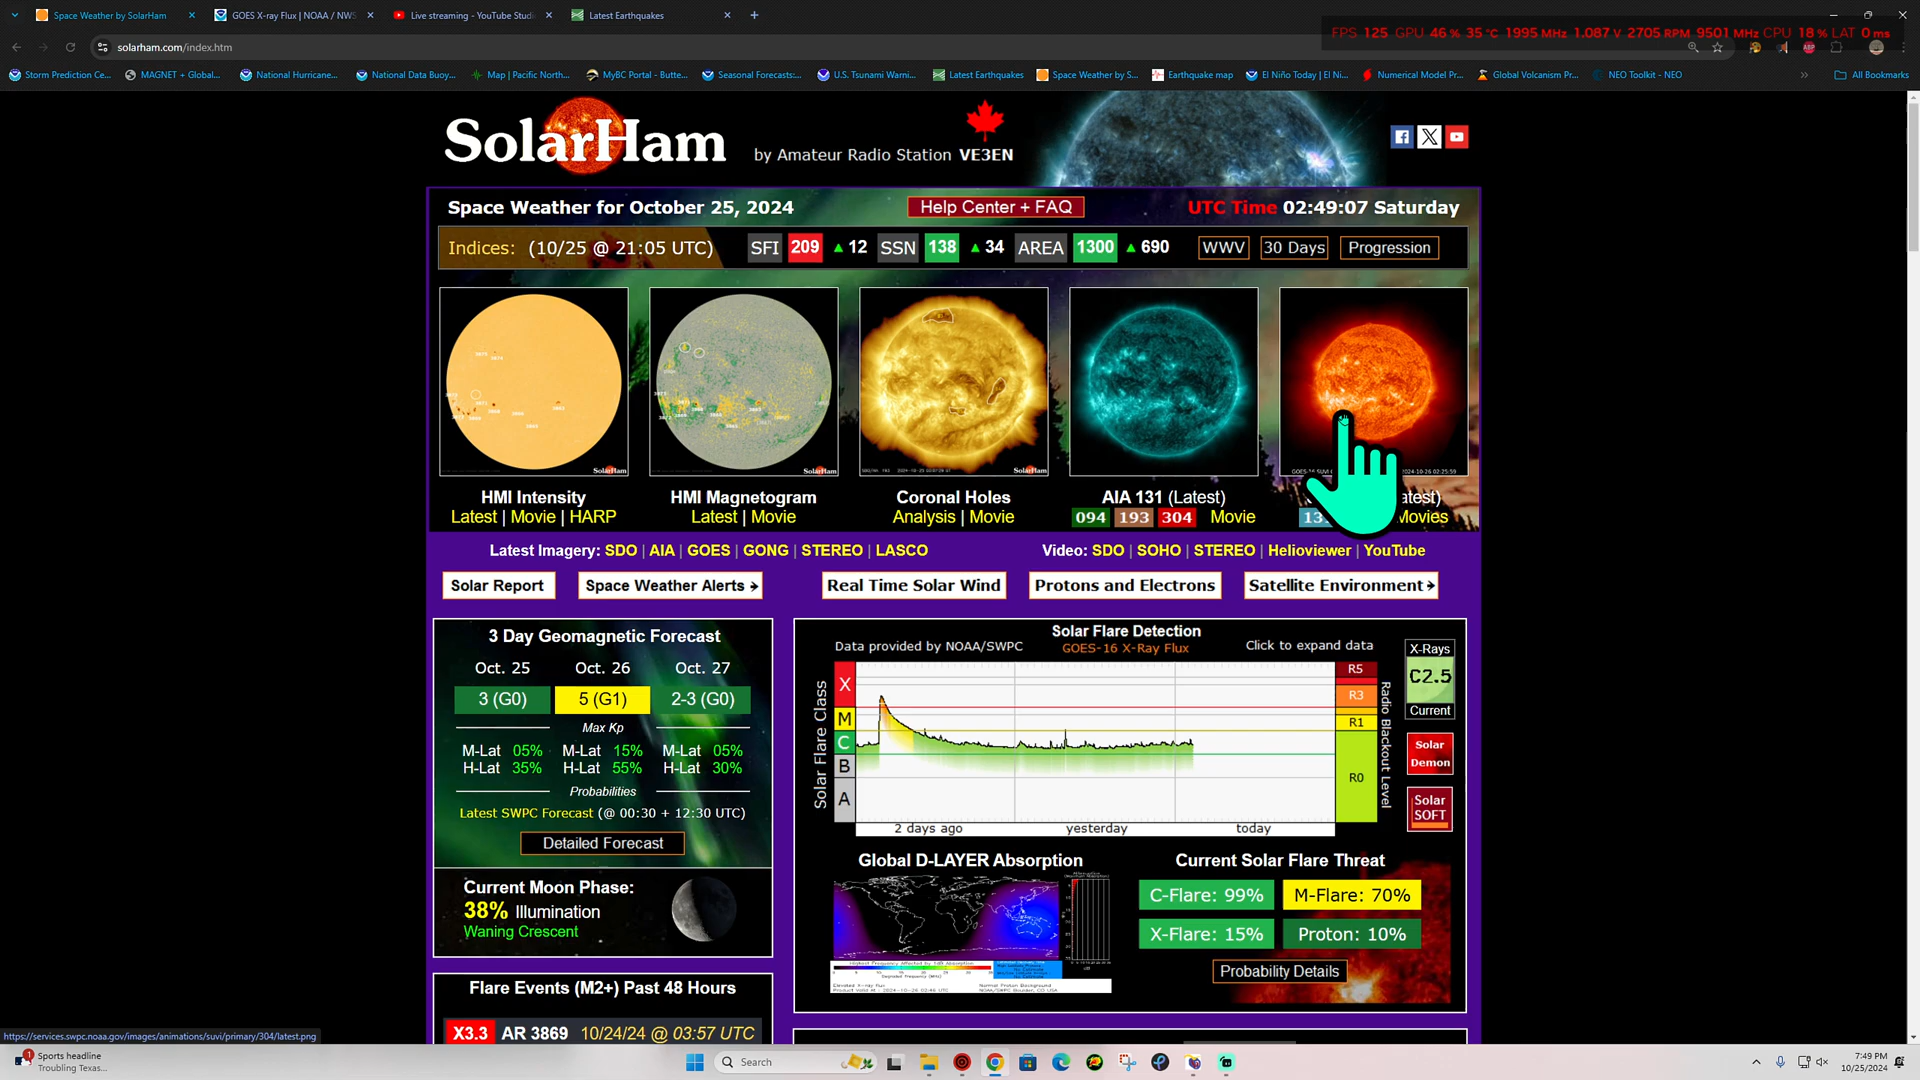 Space Weather by SolarHam
GOES X-ray Flux | NOAA / NWS
Live streaming - YouTube Studi
Latest Earthquakes
FPS 125 GPU 46 % 35 °C 1995 MHz 1,087 V 2705 RPM 9501 MHz CPU 18 % LAT 0 ms
solarham.com/index.htm
Storm Prediction Ce... MAGNET + Global... National Hurricane... National Data Buoy... Map | Pacific North... MyBC Portal - Butte... Seasonal Forecasts:... U.S. Tsunami Warni... Latest Earthquakes Space Weather by S... Earthquake map El Niño Today | El Ni... Numerical Model Pr... Global Volcanism Pr... NEO Toolkit - NEO » All Bookmarks
SolarHam
by Amateur Radio Station VE3EN
Space Weather for October 25, 2024 Help Center + FAQ UTC Time 02:49:07 Saturday
Indices: (10/25 @ 21:05 UTC) SFI 209 ▲ 12 SSN 138 ▲ 34 AREA 1300 ▲ 690 WWV 30 Days Progression
HMI Intensity HMI Magnetogram Coronal Holes AIA 131 (Latest)
Latest | Movie | HARP Latest | Movie Analysis | Movie 094 193 304 Movie
Latest Imagery: SDO | AIA | GOES | GONG | STEREO | LASCO Video: SDO | SOHO | STEREO | Helioviewer | YouTube
Solar Report Space Weather Alerts → Real Time Solar Wind Protons and Electrons Satellite Environment →
3 Day Geomagnetic Forecast
Oct. 25 Oct. 26 Oct. 27
3 (G0) 5 (G1) 2-3 (G0)
Max Kp
M-Lat 05% M-Lat 15% M-Lat 05%
H-Lat 35% H-Lat 55% H-Lat 30%
Probabilities
Latest SWPC Forecast (@ 00:30 + 12:30 UTC)
Detailed Forecast
Current Moon Phase:
38% Illumination
Waning Crescent
Flare Events (M2+) Past 48 Hours
X3.3 AR 3869 10/24/24 @ 03:57 UTC
Solar Flare Detection
Data provided by NOAA/SWPC GOES-16 X-Ray Flux Click to expand data
Solar Flare Class
X
M
C
B
A
R5
R3
R1
R0
Radio Blackout Level
2 days ago yesterday today
X-Rays
C2.5
Current
Solar
Demon
Solar
SOFT
Global D-LAYER Absorption
Current Solar Flare Threat
C-Flare: 99% M-Flare: 70%
X-Flare: 15% Proton: 10%
Probability Details
https://services.swpc.noaa.gov/images/animations/suvi/primary/304/latest.png
1
Sports headline
Troubling Texas...
Search
7:49 PM
10/25/2024